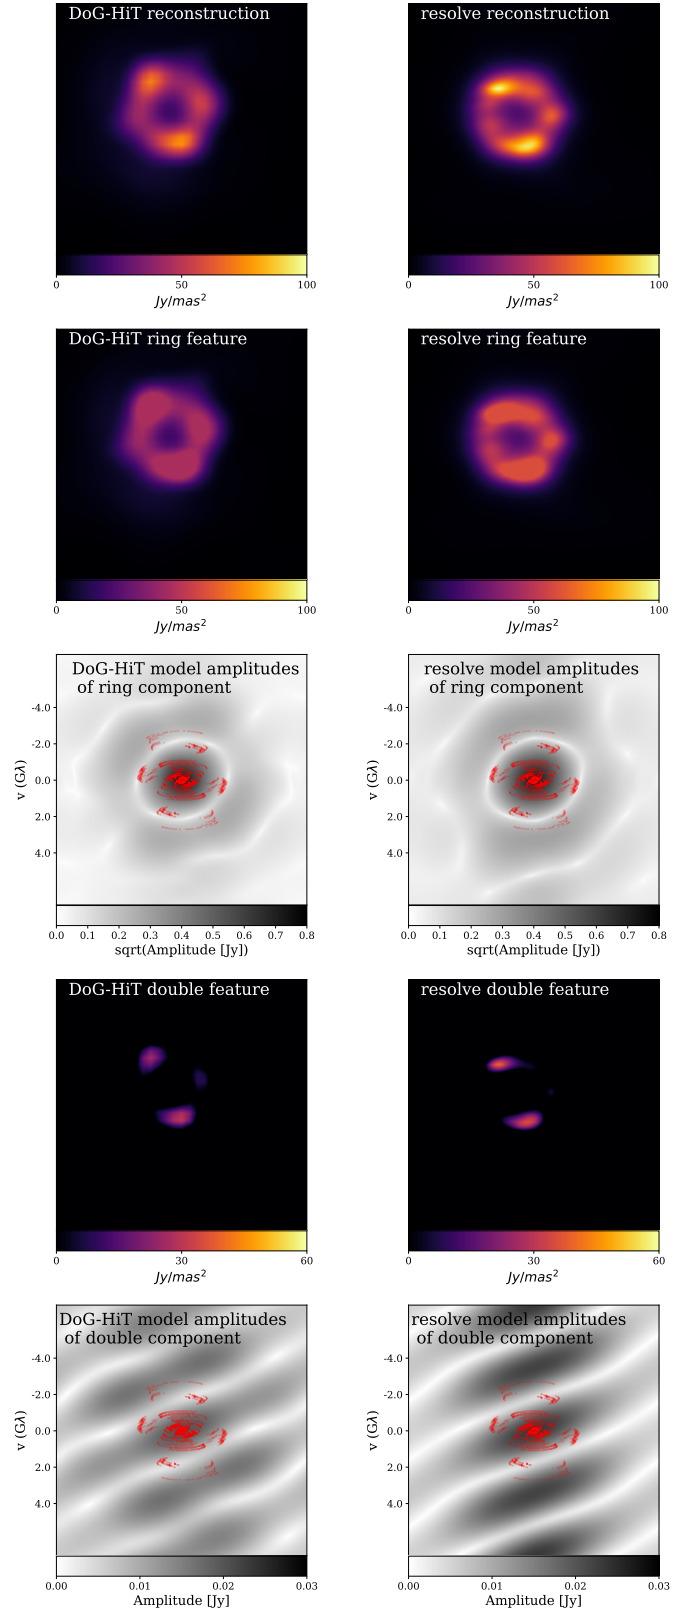 DoG-HiT reconstruction resolve reconstruction
0 50 100 0 50 100
Jy/mas² Jy/mas²
DoG-HiT ring feature resolve ring feature
0 50 100 0 50 100
Jy/mas² Jy/mas²
DoG-HiT model amplitudes
of ring component
resolve model amplitudes
of ring component
-4.0
-2.0
0.0
2.0
4.0
v (Gλ)
-4.0
-2.0
0.0
2.0
4.0
v (Gλ)
0.0 0.1 0.2 0.3 0.4 0.5 0.6 0.7 0.8 0.0 0.1 0.2 0.3 0.4 0.5 0.6 0.7 0.8
sqrt(Amplitude [Jy]) sqrt(Amplitude [Jy])
DoG-HiT double feature resolve double feature
0 30 60 0 30 60
Jy/mas² Jy/mas²
DoG-HiT model amplitudes
of double component
resolve model amplitudes
of double component
-4.0
-2.0
0.0
2.0
4.0
v (Gλ)
-4.0
-2.0
0.0
2.0
4.0
v (Gλ)
0.00 0.01 0.02 0.03 0.00 0.01 0.02 0.03
Amplitude [Jy] Amplitude [Jy]